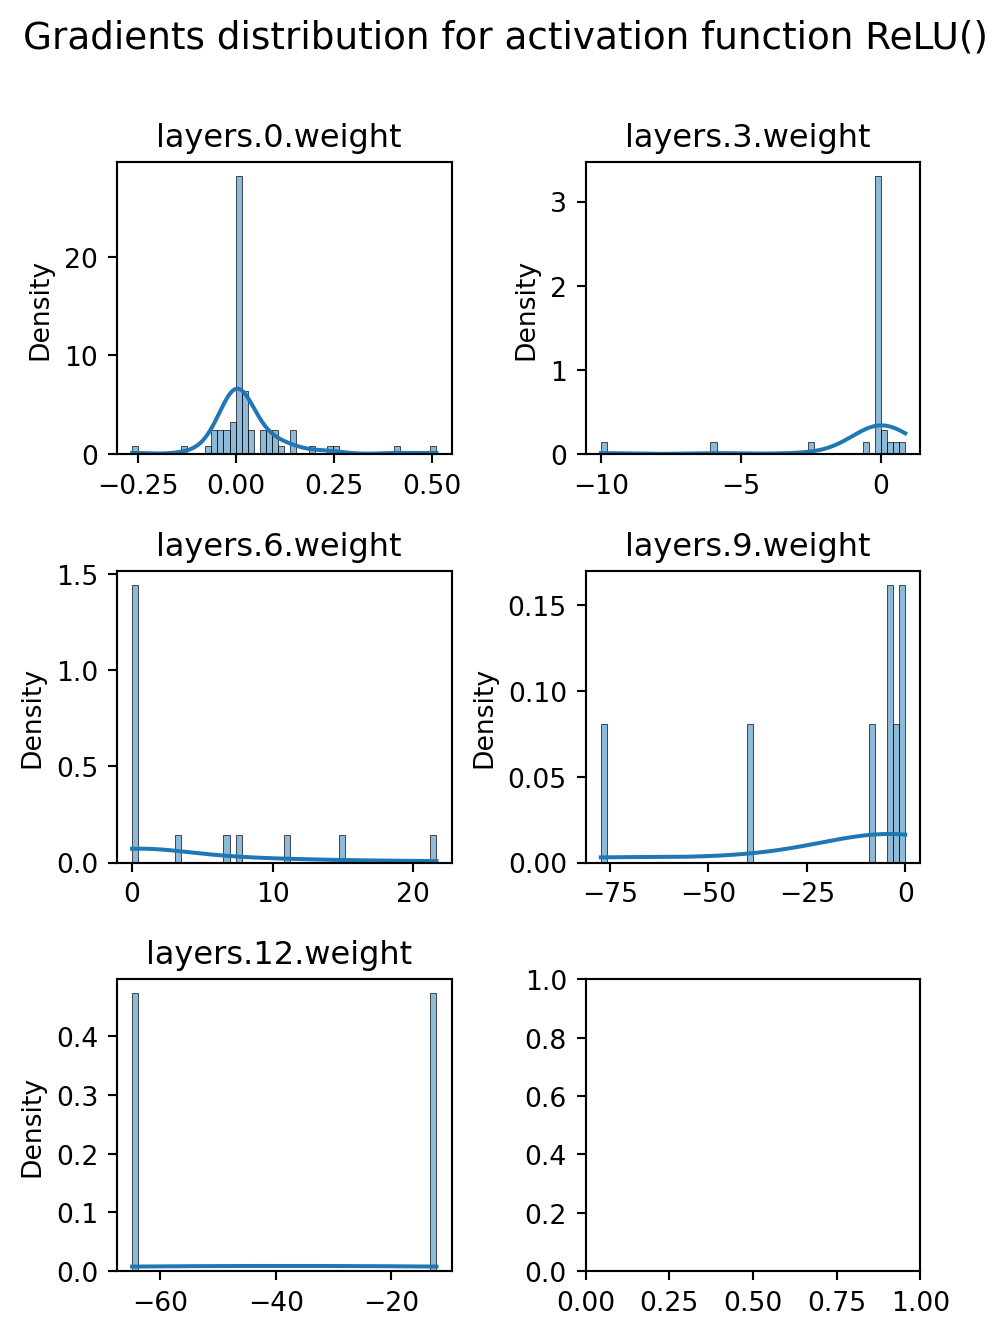 Gradients distribution for activation function ReLU()
layers.0.weight
Density
20
10
0
−0.25 0.00 0.25 0.50
layers.3.weight
Density
3
2
1
0
−10 −5 0
layers.6.weight
Density
1.5
1.0
0.5
0.0
0 10 20
layers.9.weight
Density
0.15
0.10
0.05
0.00
−75 −50 −25 0
layers.12.weight
Density
0.4
0.3
0.2
0.1
0.0
−60 −40 −20
1.0
0.8
0.6
0.4
0.2
0.0
0.00 0.25 0.50 0.75 1.00